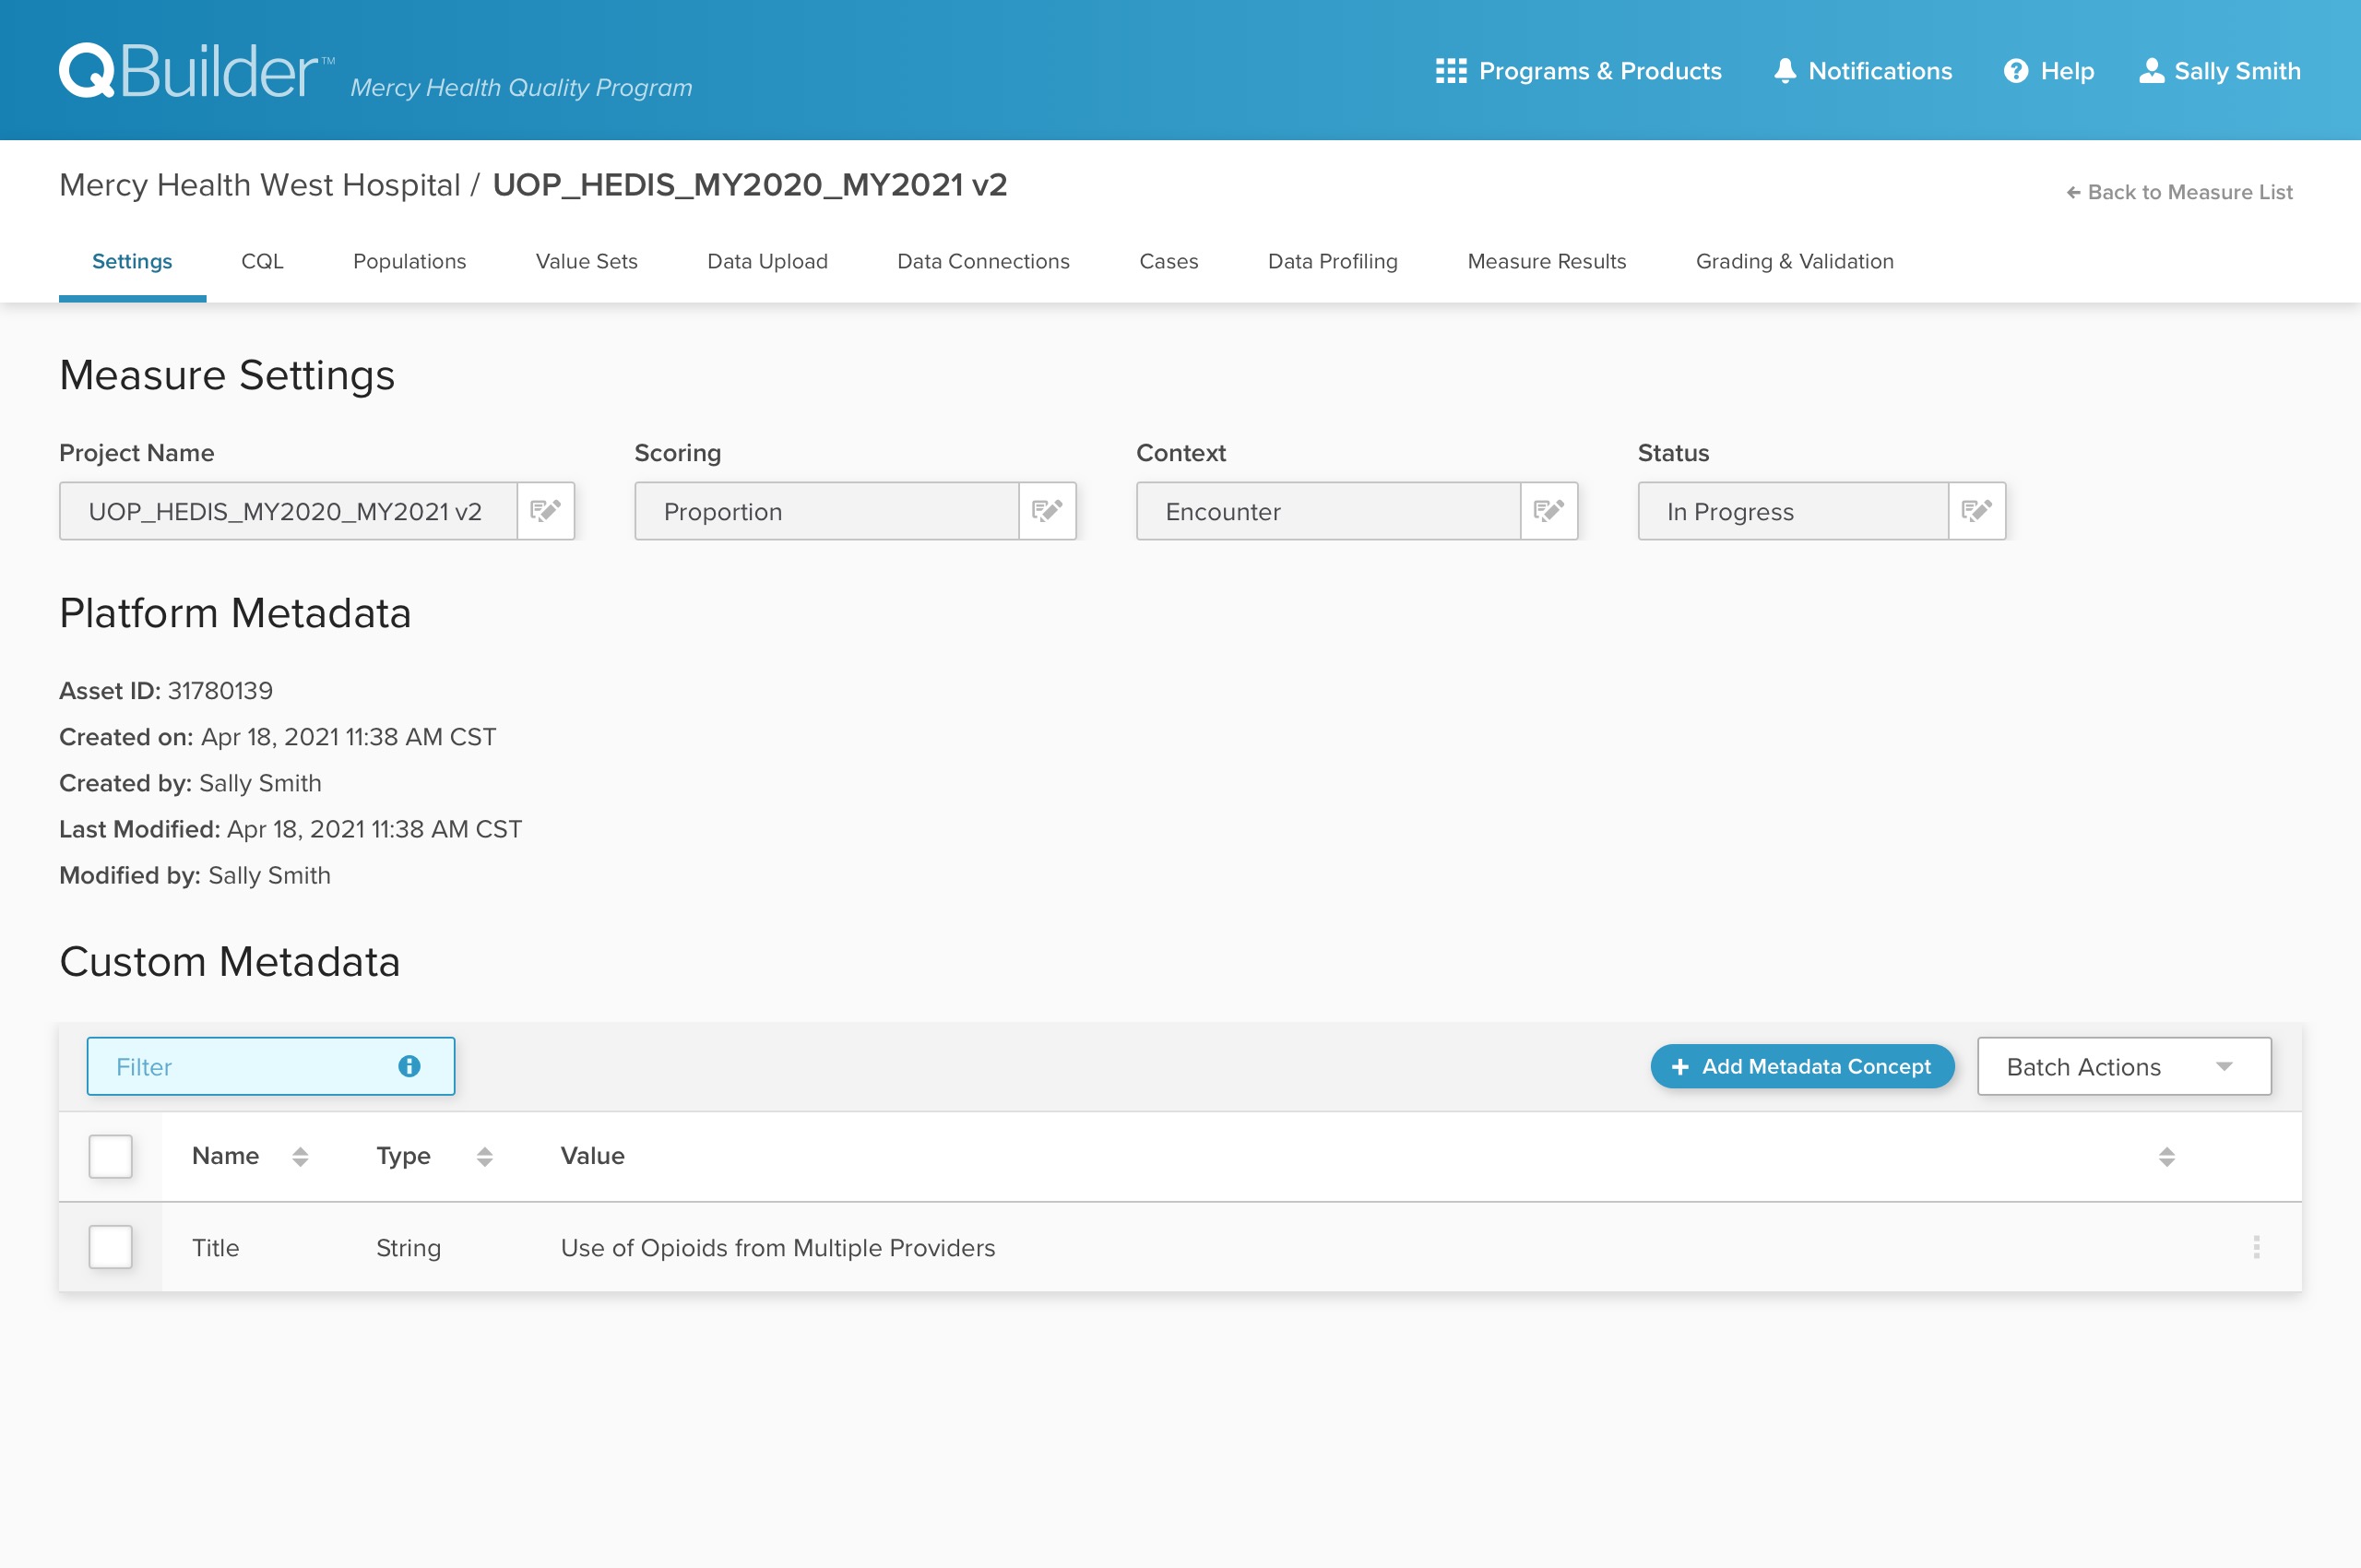 QBuilder™ Mercy Health Quality Program Programs & Products Notifications Help Sally Smith
Mercy Health West Hospital / UOP_HEDIS_MY2020_MY2021 v2 Back to Measure List
Settings CQL Populations Value Sets Data Upload Data Connections Cases Data Profiling Measure Results Grading & Validation
Measure Settings
Project Name Scoring Context Status
UOP_HEDIS_MY2020_MY2021 v2 Proportion Encounter In Progress
Platform Metadata
Asset ID: 31780139
Created on: Apr 18, 2021 11:38 AM CST
Created by: Sally Smith
Last Modified: Apr 18, 2021 11:38 AM CST
Modified by: Sally Smith
Custom Metadata
Filter + Add Metadata Concept Batch Actions
Name Type Value
Title String Use of Opioids from Multiple Providers